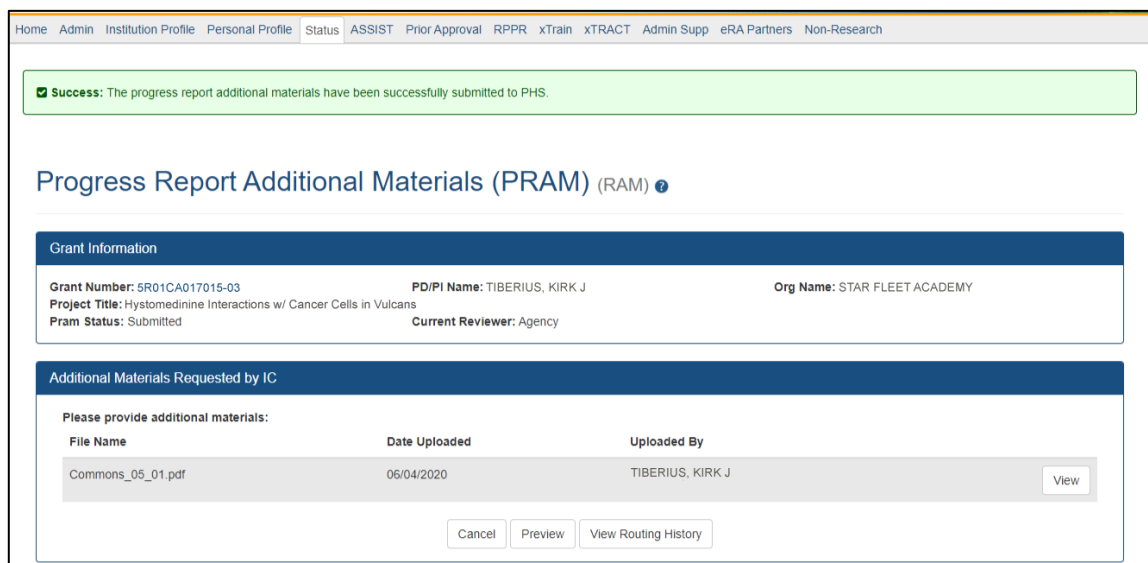 Home Admin Institution Profile Personal Profile Status ASSIST Prior Approval RPPR xTrain xTRACT Admin Supp eRA Partners Non-Research
Success: The progress report additional materials have been successfully submitted to PHS.
Progress Report Additional Materials (PRAM) (RAM) ?
Grant Information
Grant Number: 5R01CA017015-03 PD/PI Name: TIBERIUS, KIRK J Org Name: STAR FLEET ACADEMY
Project Title: Hystomedinine Interactions w/ Cancer Cells in Vulcans
Pram Status: Submitted Current Reviewer: Agency
Additional Materials Requested by IC
Please provide additional materials:
File Name Date Uploaded Uploaded By
Commons_05_01.pdf 06/04/2020 TIBERIUS, KIRK J View
Cancel Preview View Routing History